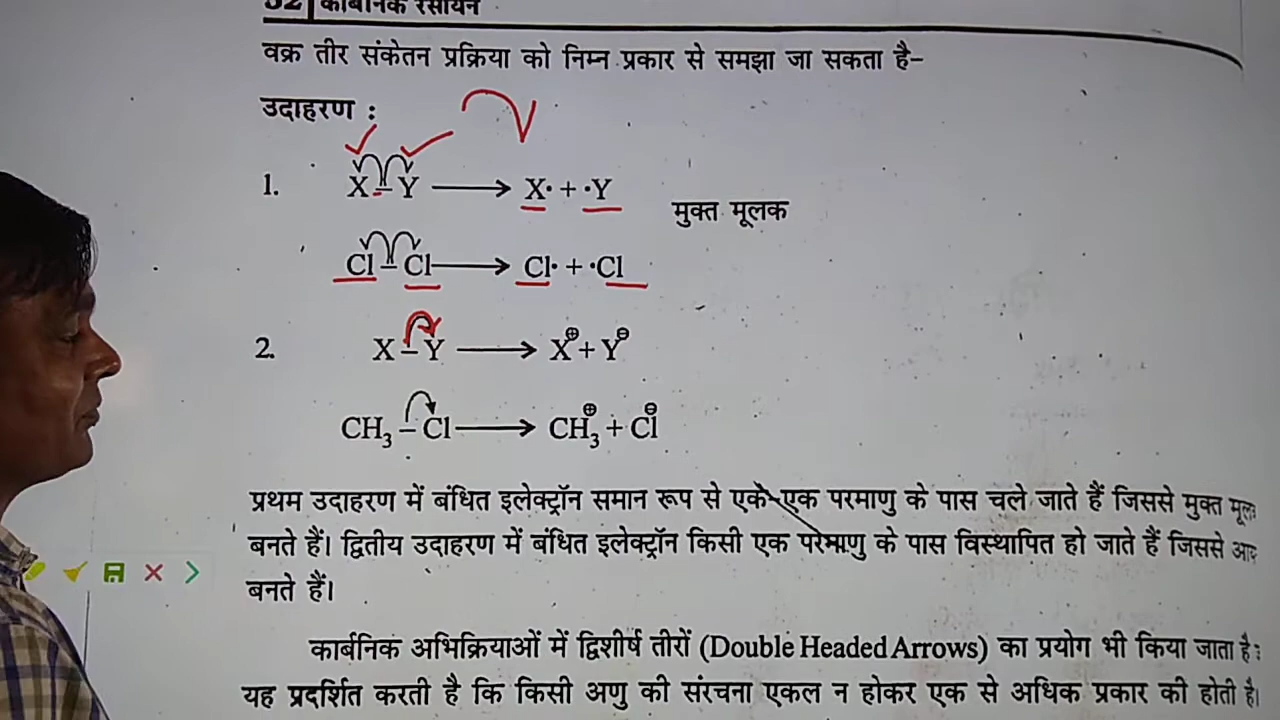 52 कार्बनिक रसायन
वक्र तीर संकेतन प्रक्रिया को निम्न प्रकार से समझा जा सकता है–
उदाहरण :
1. X – Y ⟶ X· + ·Y
मुक्त मूलक
Cl – Cl ⟶ Cl· + ·Cl
2. X – Y ⟶ X⊕ + Y⊖
CH₃ – Cl ⟶ CH₃⊕ + Cl⊖
प्रथम उदाहरण में बंधित इलेक्ट्रॉन समान रूप से एक-एक परमाणु के पास चले जाते हैं जिससे मुक्त
बनते हैं। द्वितीय उदाहरण में बंधित इलेक्ट्रॉन किसी एक परमाणु के पास विस्थापित हो जाते हैं जिससे
बनते हैं।
कार्बनिक अभिक्रियाओं में द्विशीर्ष तीरों (Double Headed Arrows) का प्रयोग भी किया जाता है
यह प्रदर्शित करती है कि किसी अणु की संरचना एकल न होकर एक से अधिक प्रकार की होती है।